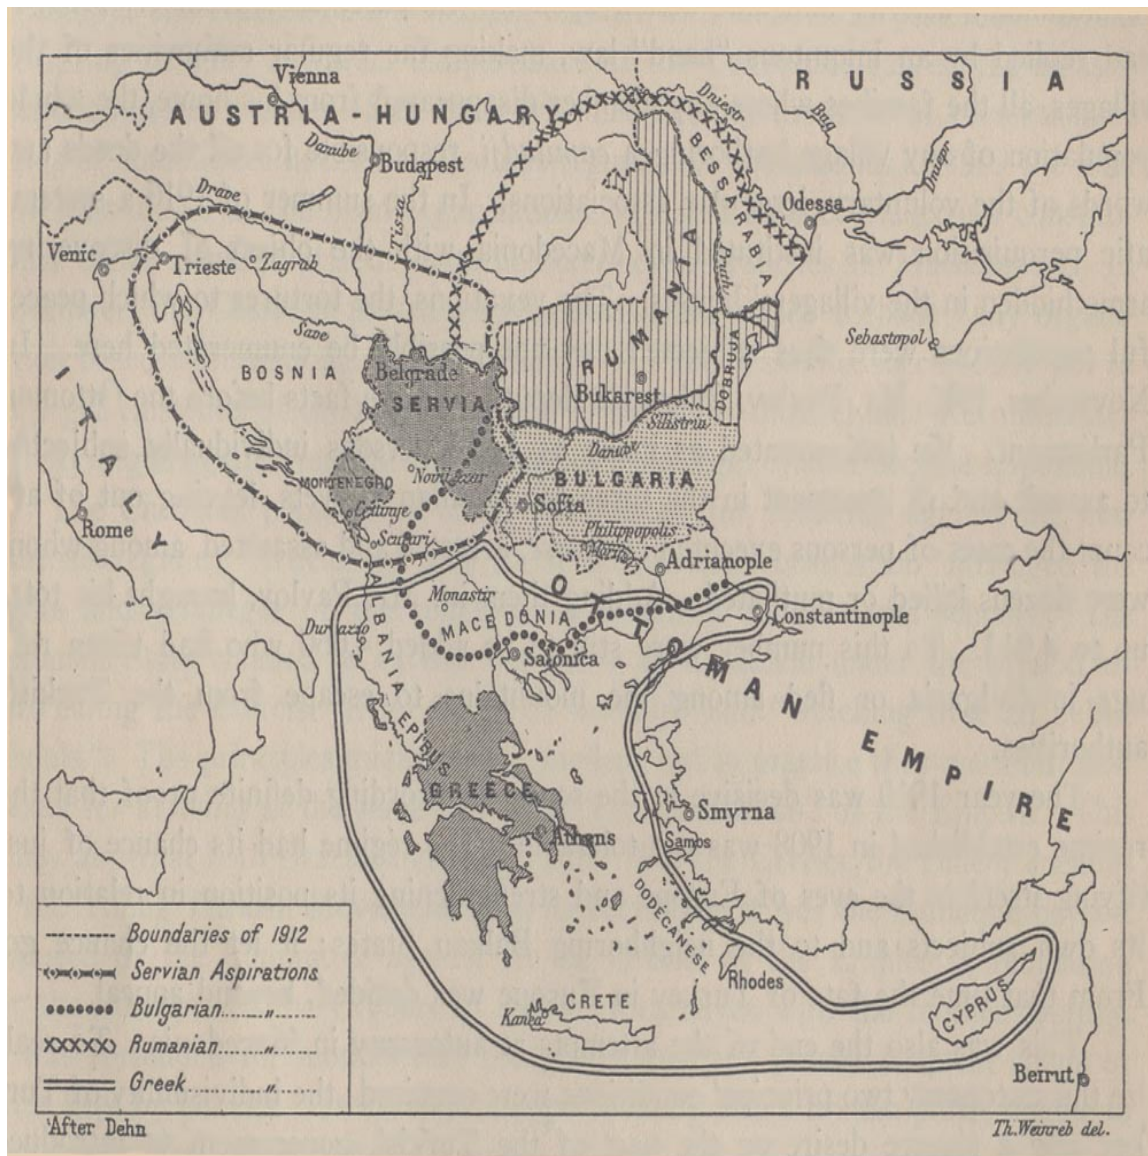 RUSSIA
Vienna
AUSTRIA-HUNGARY
Dniestr
Bug
Dnieper
Danube
Budapest
BESSARABIA
Drave
Tisza
Odessa
Venic
Trieste
Zagrab
Pruth
RUMANIA
Save
Sebastopol
BOSNIA
Belgrade
DOBRUJA
ITALY
SERVIA
Bukarest
Silistria
Danube
Novibazar
BULGARIA
MONTENEGRO
Cettinje
Sofia
Rome
Scutari
Philippopolis
Maritza
Adrianople
OTTOMAN EMPIRE
Monastir
Constantinople
MACEDONIA
Durazzo
ALBANIA
Salonica
EPIRUS
GREECE
Smyrna
Athens
Samos
DODECANESE
Rhodes
CRETE
Kanea
CYPRUS
Beirut
Boundaries of 1912
Servian Aspirations
Bulgarian „
Rumanian „
Greek „
After Dehn
Th. Weinreb del.